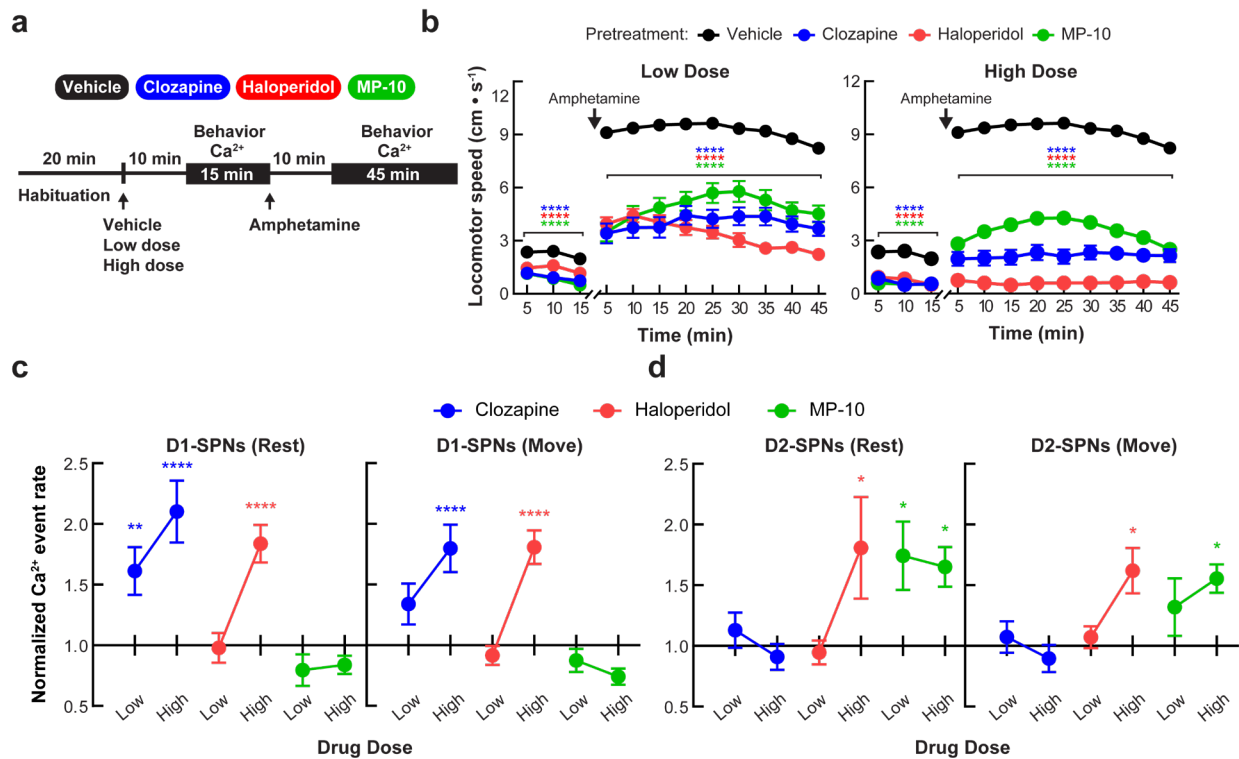 a
Vehicle Clozapine Haloperidol MP-10
Behavior Behavior
20 min 10 min Ca²⁺ 10 min Ca²⁺
15 min 45 min
Habituation
Vehicle Amphetamine
Low dose
High dose
b
Pretreatment: Vehicle Clozapine Haloperidol MP-10
Low Dose High Dose
Locomotor speed (cm • s⁻¹)
Amphetamine Amphetamine
12 12
9 9
**** ****
**** ****
**** ****
6 6
**** ****
**** ****
**** ****
3 3
0 0
5 10 15 5 10 15 20 25 30 35 40 45 5 10 15 5 10 15 20 25 30 35 40 45
Time (min) Time (min)
c d
Clozapine Haloperidol MP-10
D1-SPNs (Rest) D1-SPNs (Move) D2-SPNs (Rest) D2-SPNs (Move)
Normalized Ca²⁺ event rate
2.5 2.5
**** **** **** ****
** * * * * *
2.0 2.0
1.5 1.5
1.0 1.0
0.5 0.5
Low High Low High Low High Low High Low High Low High Low High Low High Low High Low High Low High Low High
Drug Dose Drug Dose